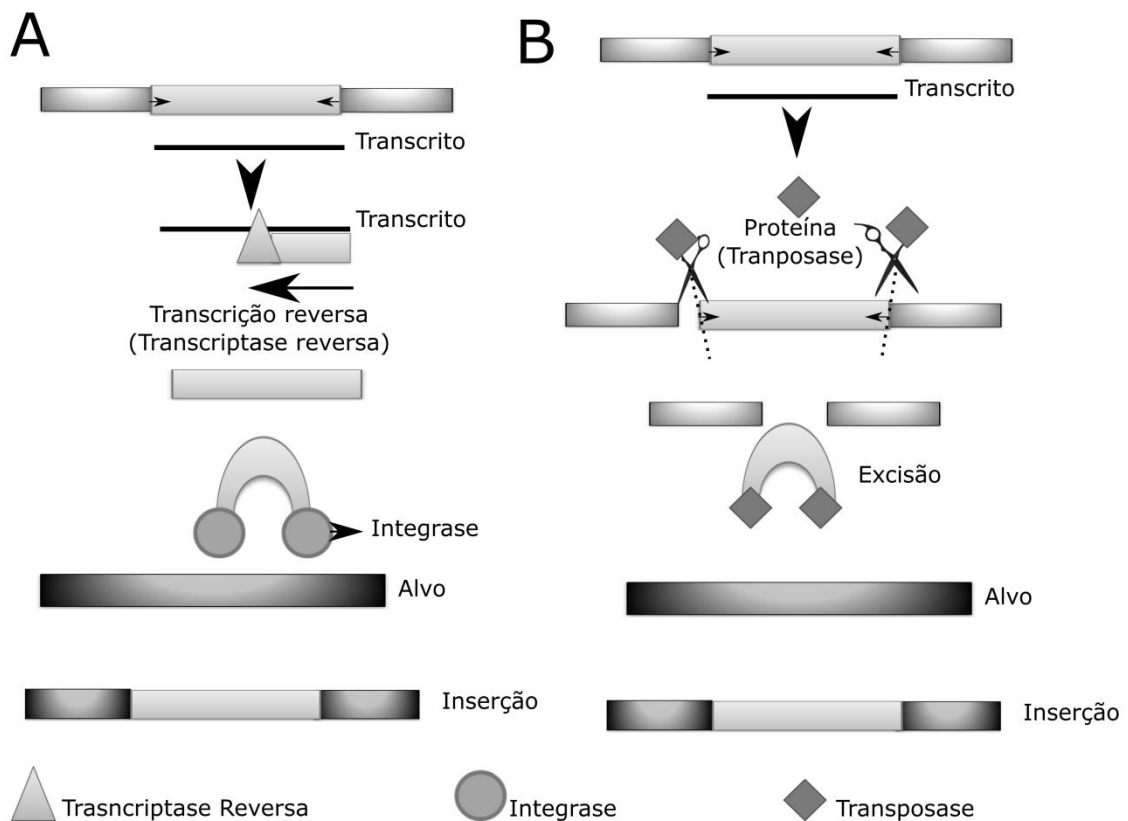 A
Transcrito
Transcrito
Transcrição reversa
(Transcriptase reversa)
Integrase
Alvo
Inserção
B
Transcrito
Proteína
(Tranposase)
Excisão
Alvo
Inserção
Trasncriptase Reversa
Integrase
Transposase